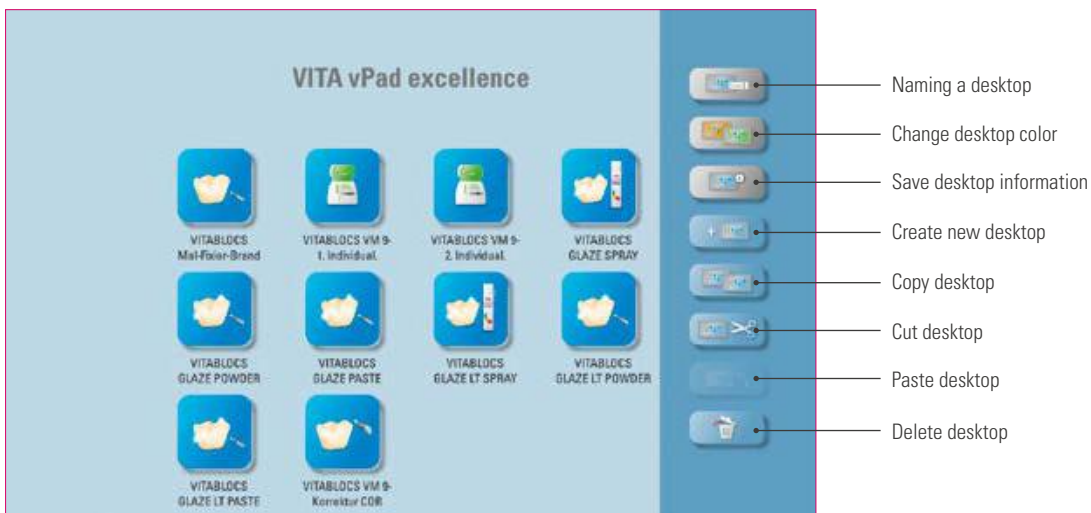 VITA vPad excellence
Naming a desktop
Change desktop color
Save desktop information
Create new desktop
Copy desktop
Cut desktop
Paste desktop
Delete desktop
VITABLOCS
Mal-Fixier-Brand
VITABLOCS VM 9-
1. Individual.
VITABLOCS VM 9-
2. Individual.
VITABLOCS
GLAZE SPRAY
VITABLOCS
GLAZE POWDER
VITABLOCS
GLAZE PASTE
VITABLOCS
GLAZE LT SPRAY
VITABLOCS
GLAZE LT POWDER
VITABLOCS
GLAZE LT PASTE
VITABLOCS VM 9-
Korrektur COR